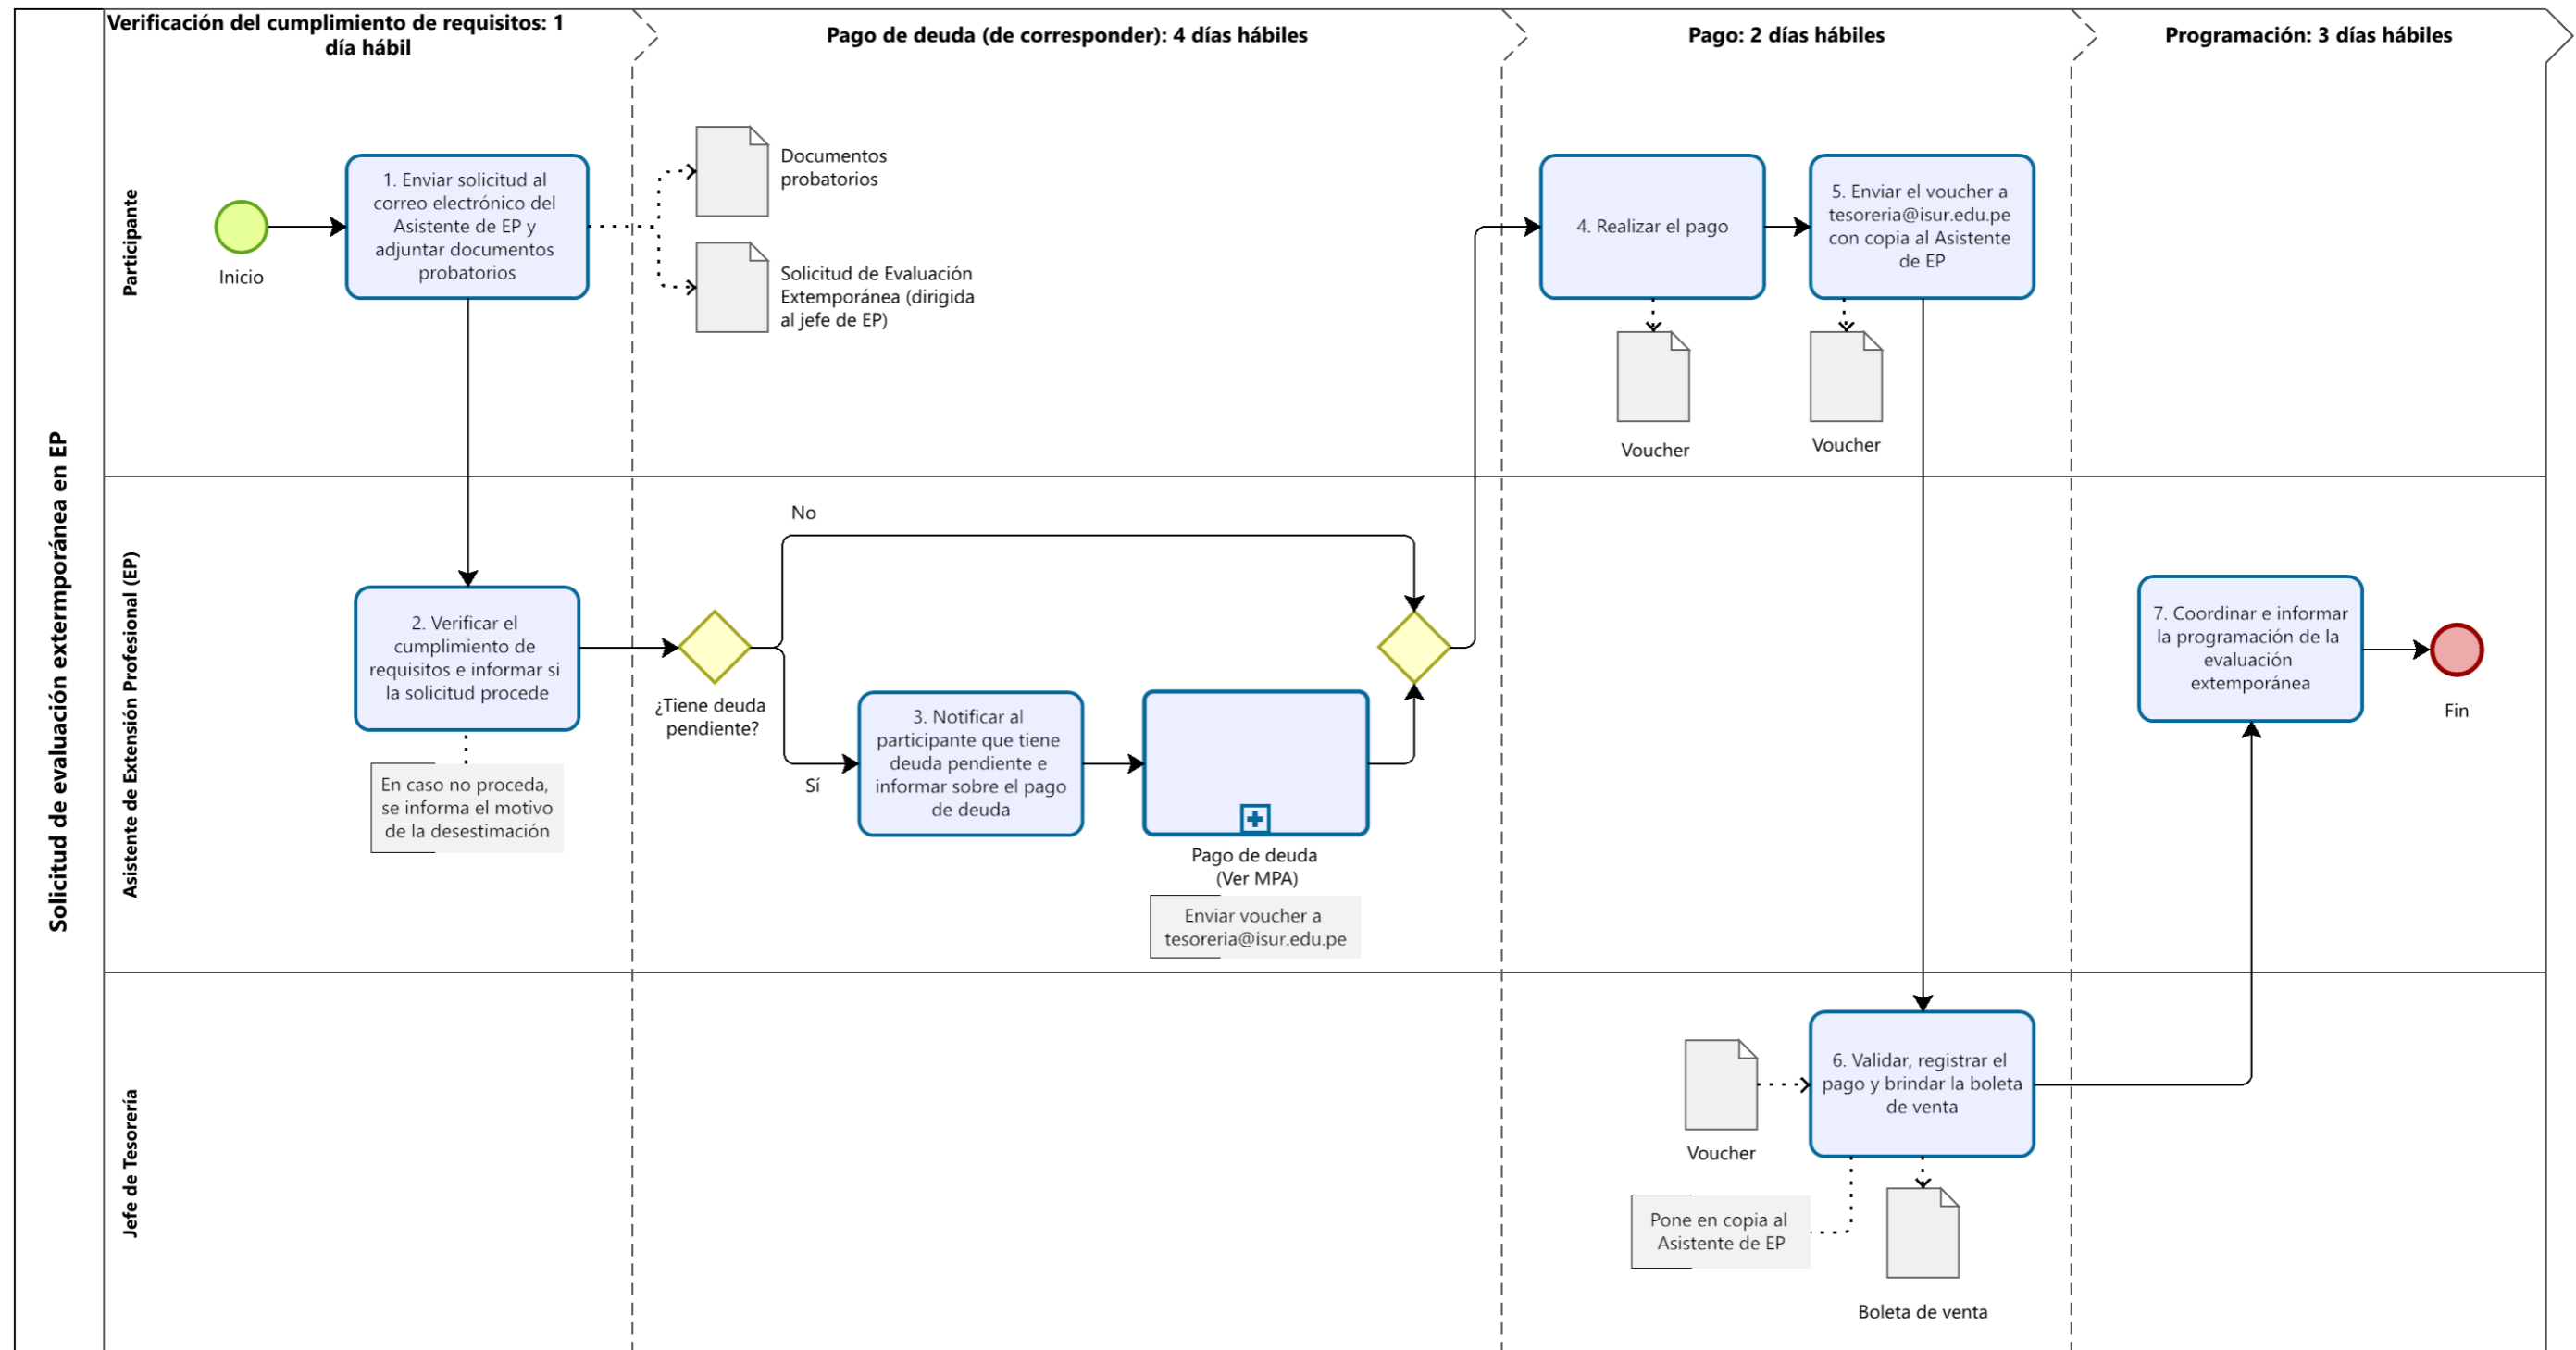 Solicitud de evaluación extermporánea en EP
Verificación del cumplimiento de requisitos: 1
día hábil
Pago de deuda (de corresponder): 4 días hábiles
Pago: 2 días hábiles
Programación: 3 días hábiles
Participante
Inicio
1. Enviar solicitud al
correo electrónico del
Asistente de EP y
adjuntar documentos
probatorios
Documentos
probatorios
Solicitud de Evaluación
Extemporánea (dirigida
al jefe de EP)
4. Realizar el pago
Voucher
5. Enviar el voucher a
tesoreria@isur.edu.pe
con copia al Asistente
de EP
Voucher
Asistente de Extensión Profesional (EP)
2. Verificar el
cumplimiento de
requisitos e informar si
la solicitud procede
En caso no proceda,
se informa el motivo
de la desestimación
¿Tiene deuda
pendiente?
No
Sí
3. Notificar al
participante que tiene
deuda pendiente e
informar sobre el pago
de deuda
Pago de deuda
(Ver MPA)
Enviar voucher a
tesoreria@isur.edu.pe
7. Coordinar e informar
la programación de la
evaluación
extemporánea
Fin
Jefe de Tesorería
Voucher
6. Validar, registrar el
pago y brindar la boleta
de venta
Pone en copia al
Asistente de EP
Boleta de venta